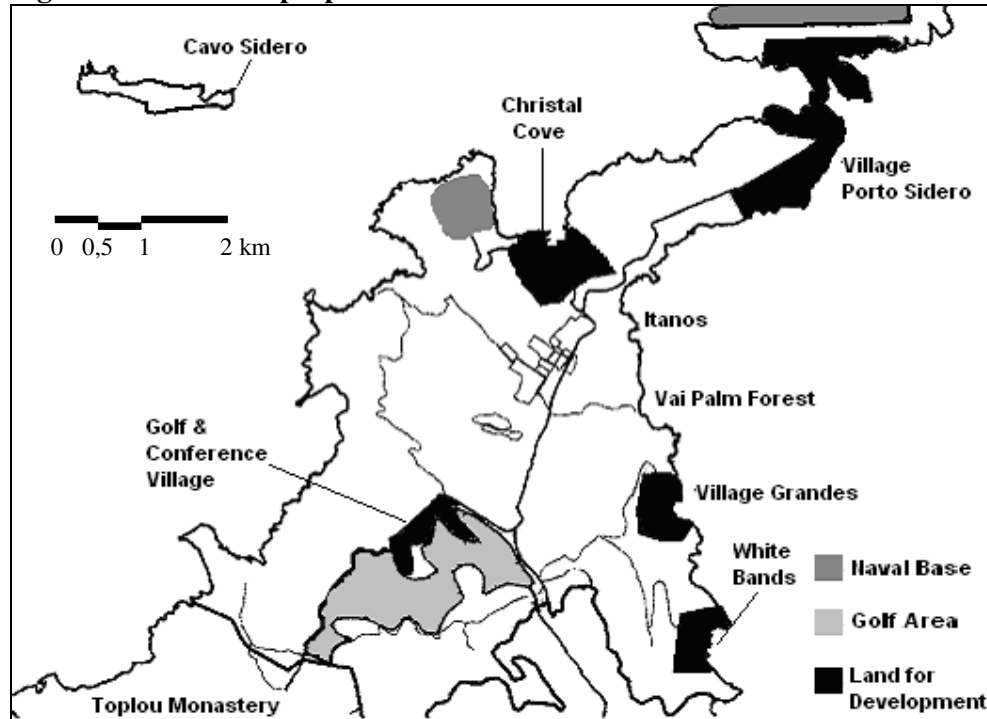 Cavo Sidero
Christal
Cove
Village
Porto Sidero
0 0,5 1 2 km
Itanos
Vai Palm Forest
Golf &
Conference
Village
Village Grandes
White
Bands
Naval Base
Golf Area
Land for
Development
Toplou Monastery